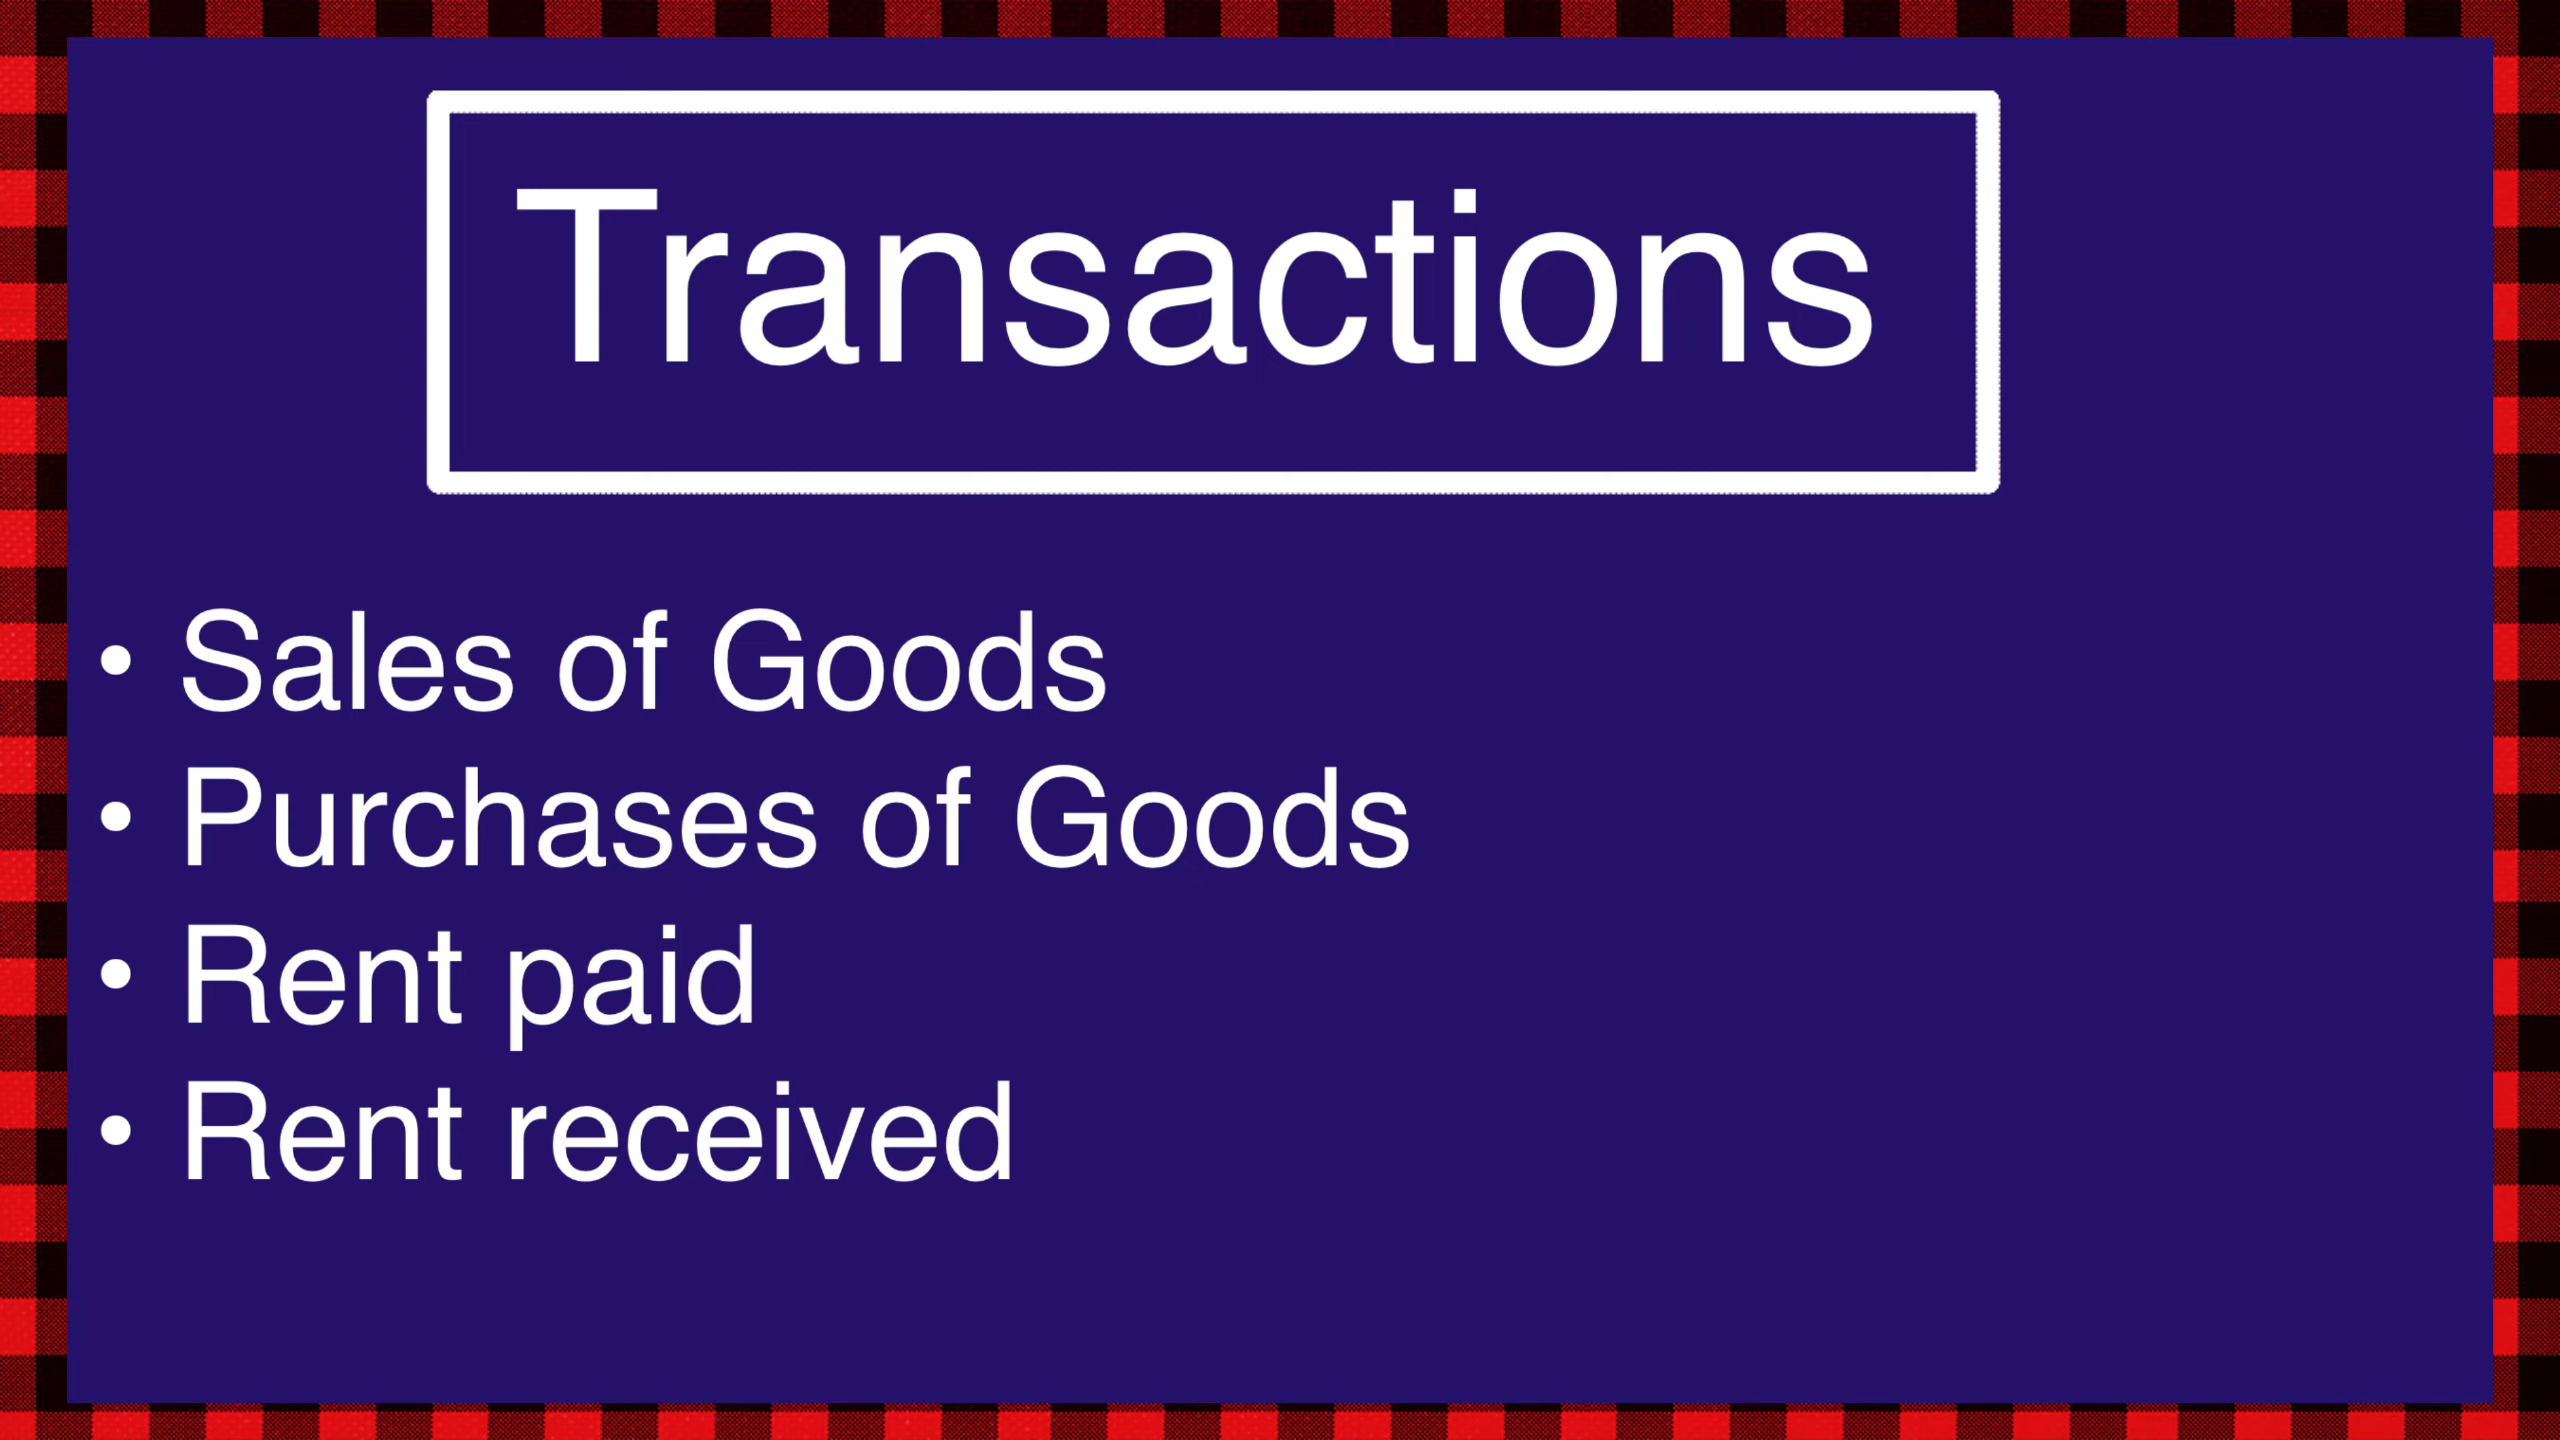 Transactions
• Sales of Goods
• Purchases of Goods
• Rent paid
• Rent received